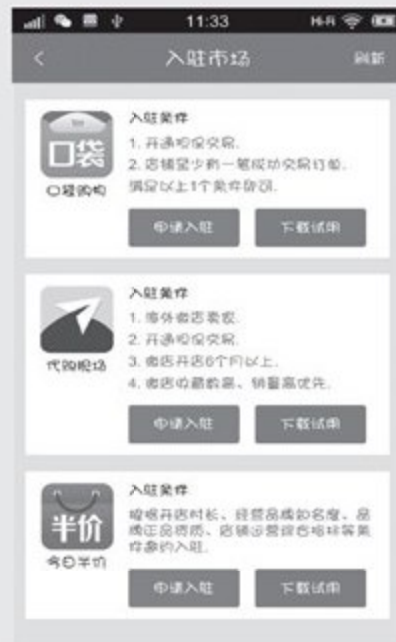 11:33
H-Fi
入驻市场
刷新
口袋
口袋购物
入驻条件
1. 开通担保交易.
2. 店铺至少有一笔成功交易订单.
满足以上1个条件即可.
申请入驻
下载试用
代购现场
入驻条件
1. 海外微店卖家.
2. 开通担保交易.
3. 微店开店6个月以上.
4. 微店收藏数高、销量高优先.
申请入驻
下载试用
半价
今日半价
入驻条件
根据开店时长、经营品牌知名度、品
牌正品资质、店铺运营综合指标等条
件邀约入驻.
申请入驻
下载试用